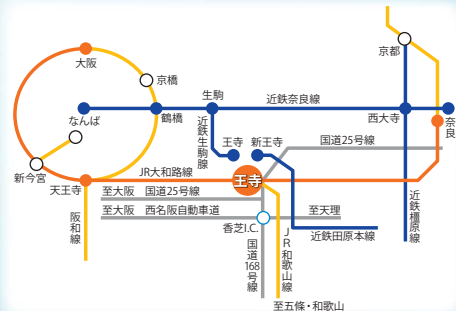 京都
大阪
京橋
生駒
近鉄奈良線
なんば
鶴橋
西大寺
奈良
近鉄生駒線
王寺
新王寺
国道25号線
新今宮
JR大和路線
天王寺
王寺
至大阪 国道25号線
至大阪 西名阪自動車道
至天理
阪和線
香芝I.C.
近鉄橿原線
国道168号線
JR和歌山線
近鉄田原本線
至五條・和歌山